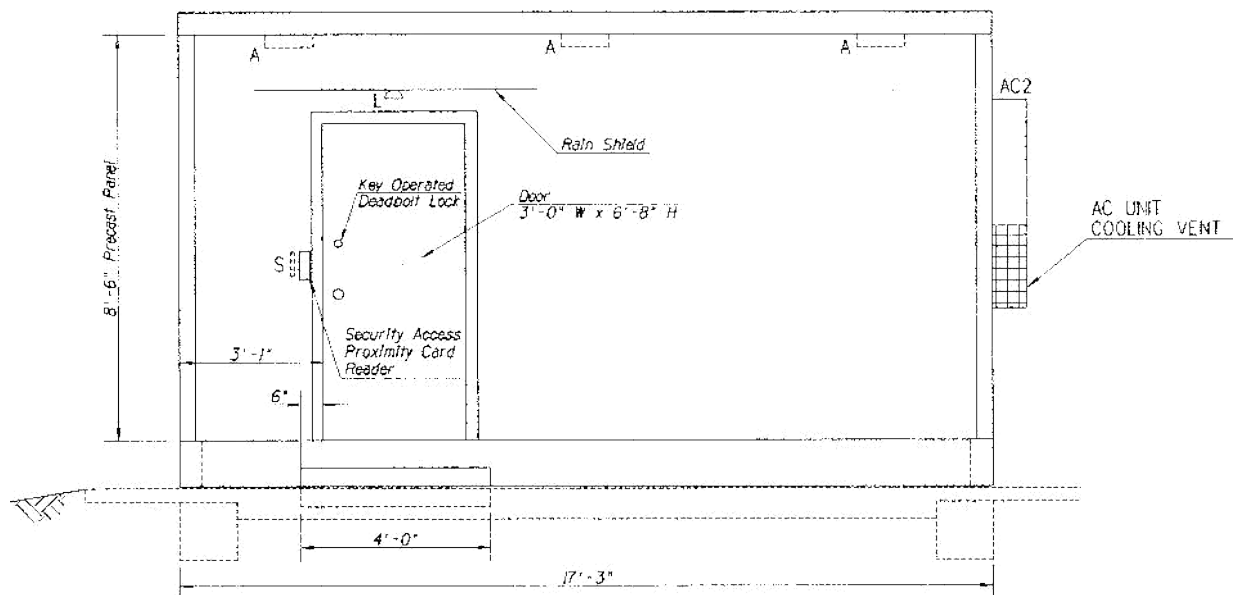 A
A
A
AC2
L
Rain Shield
Key Operated
Deadbolt Lock
Door
3'-0" W x 6'-8" H
AC UNIT
COOLING VENT
8'-6" Precast Panel
S
Security Access
Proximity Card
Reader
3'-1"
6"
4'-0"
17'-3"